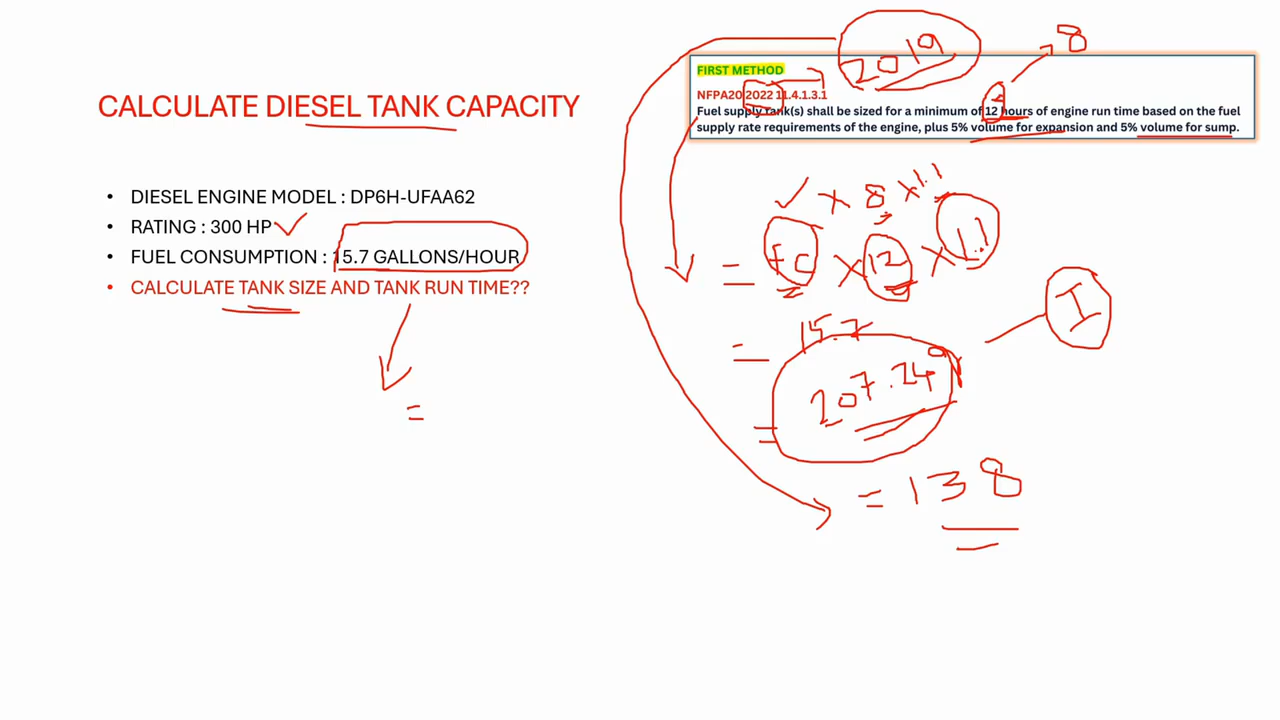 CALCULATE DIESEL TANK CAPACITY
• DIESEL ENGINE MODEL : DP6H-UFAA62
• RATING : 300 HP
• FUEL CONSUMPTION : 15.7 GALLONS/HOUR
• CALCULATE TANK SIZE AND TANK RUN TIME??
=
2019
8
FIRST METHOD
NFPA20 2022 11.4.1.3.1
Fuel supply tank(s) shall be sized for a minimum of 12 hours of engine run time based on the fuel
supply rate requirements of the engine, plus 5% volume for expansion and 5% volume for sump.
✓ × 8 × 1.1
= fc × 12 × 1.1
I
= 15.7
= 207.24
= 138